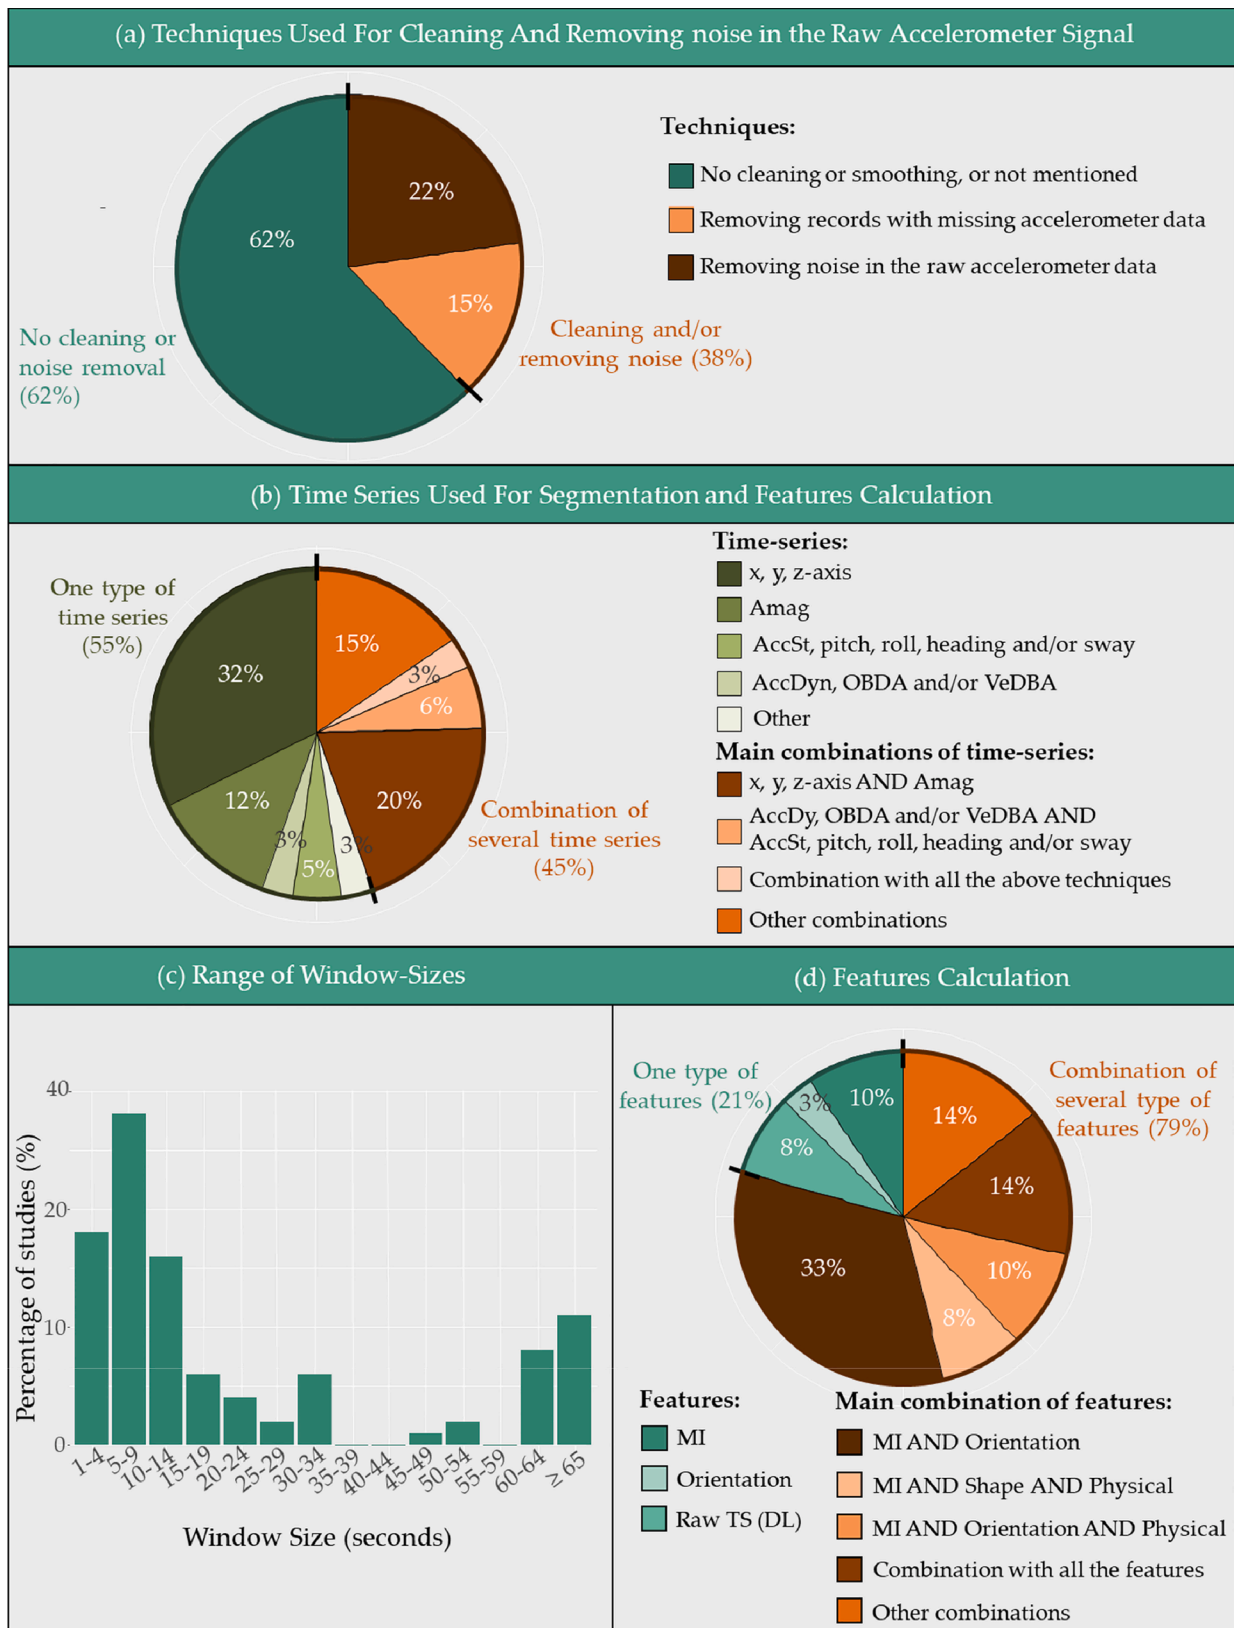 (a) Techniques Used For Cleaning And Removing noise in the Raw Accelerometer Signal
22%
62%
15%
No cleaning or
noise removal
(62%)
Cleaning and/or
removing noise (38%)
Techniques:
No cleaning or smoothing, or not mentioned
Removing records with missing accelerometer data
Removing noise in the raw accelerometer data
(b) Time Series Used For Segmentation and Features Calculation
One type of
time series
(55%)
15%
3%
6%
32%
20%
12%
3%
5%
3%
Combination of
several time series
(45%)
Time-series:
x, y, z-axis
Amag
AccSt, pitch, roll, heading and/or sway
AccDyn, OBDA and/or VeDBA
Other
Main combinations of time-series:
x, y, z-axis AND Amag
AccDy, OBDA and/or VeDBA AND
AccSt, pitch, roll, heading and/or sway
Combination with all the above techniques
Other combinations
(c) Range of Window-Sizes
Percentage of studies (%)
40
20
10
0
1-4
5-9
10-14
15-19
20-24
25-29
30-34
35-39
40-44
45-49
50-54
55-59
60-64
≥ 65
Window Size (seconds)
(d) Features Calculation
One type of
features (21%)
Combination of
several type of
features (79%)
10%
3%
8%
14%
14%
10%
8%
33%
Features:
MI
Orientation
Raw TS (DL)
Main combination of features:
MI AND Orientation
MI AND Shape AND Physical
MI AND Orientation AND Physical
Combination with all the features
Other combinations